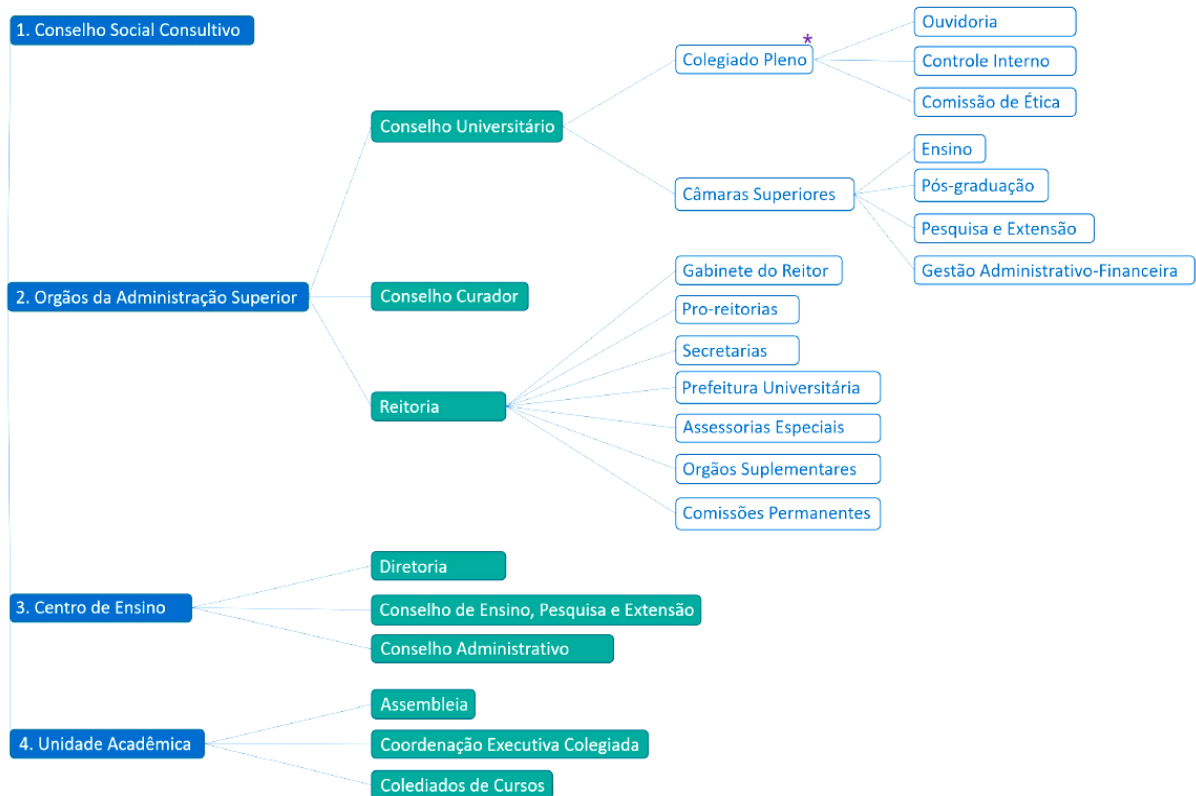 1. Conselho Social Consultivo
2. Orgãos da Administração Superior
Conselho Universitário
Colegiado Pleno *
Ouvidoria
Controle Interno
Comissão de Ética
Câmaras Superiores
Ensino
Pós-graduação
Pesquisa e Extensão
Gestão Administrativo-Financeira
Conselho Curador
Reitoria
Gabinete do Reitor
Pro-reitorias
Secretarias
Prefeitura Universitária
Assessorias Especiais
Orgãos Suplementares
Comissões Permanentes
3. Centro de Ensino
Diretoria
Conselho de Ensino, Pesquisa e Extensão
Conselho Administrativo
4. Unidade Acadêmica
Assembleia
Coordenação Executiva Colegiada
Colediados de Cursos